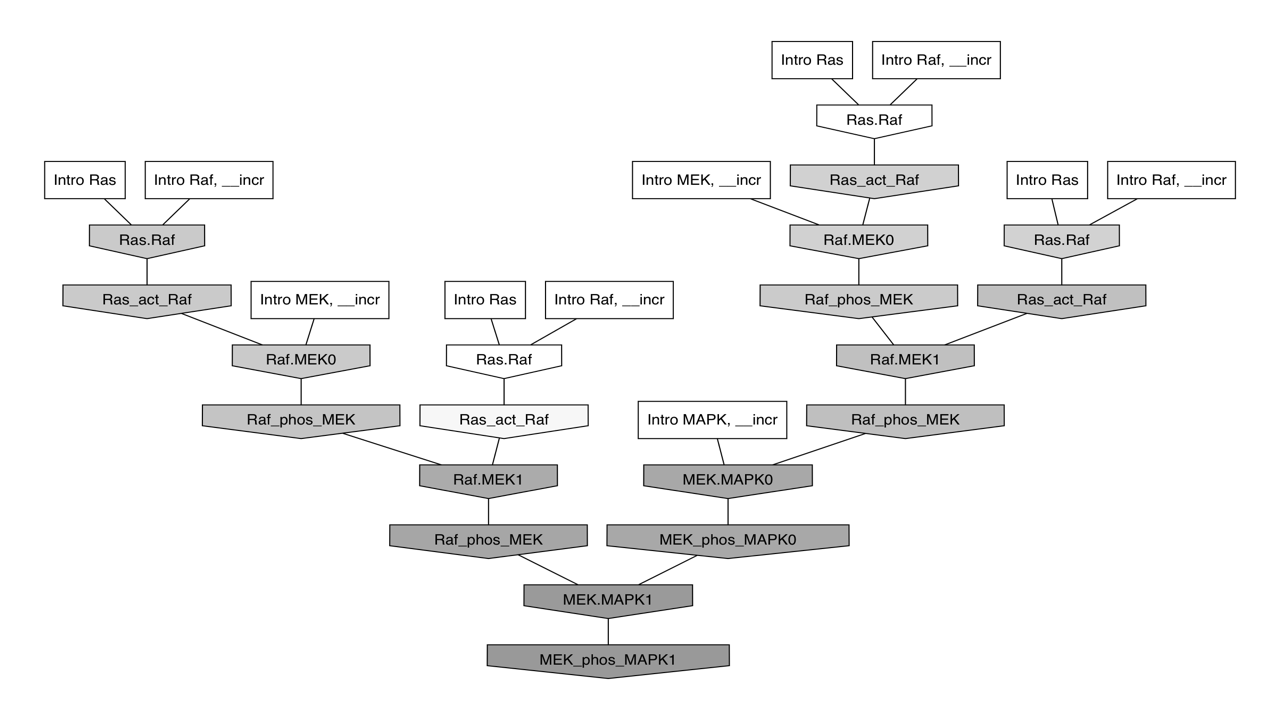 Intro Ras
Intro Raf, __incr
Ras.Raf
Intro Ras
Intro Raf, __incr
Intro MEK, __incr
Ras_act_Raf
Intro Ras
Intro Raf, __incr
Ras.Raf
Raf.MEK0
Ras.Raf
Ras_act_Raf
Intro MEK, __incr
Intro Ras
Intro Raf, __incr
Raf_phos_MEK
Ras_act_Raf
Raf.MEK0
Ras.Raf
Raf.MEK1
Raf_phos_MEK
Ras_act_Raf
Intro MAPK, __incr
Raf_phos_MEK
Raf.MEK1
MEK.MAPK0
Raf_phos_MEK
MEK_phos_MAPK0
MEK.MAPK1
MEK_phos_MAPK1